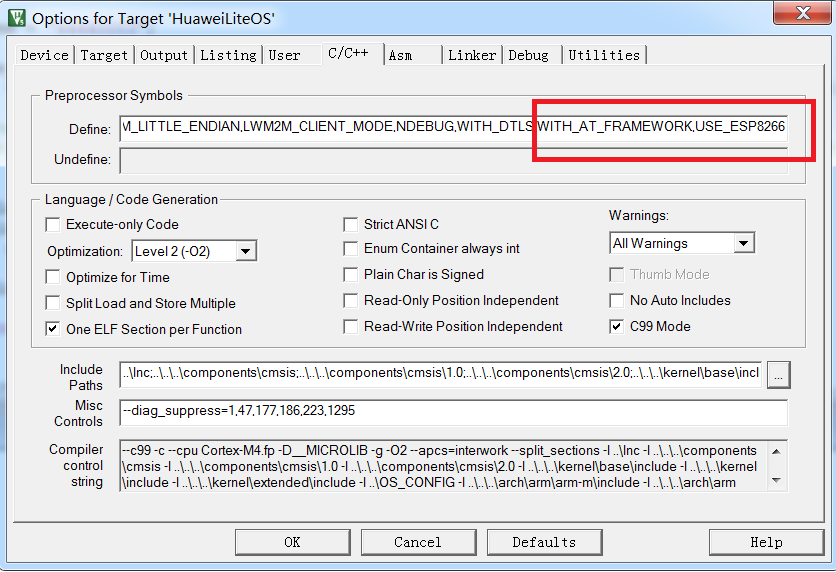 Options for Target 'HuaweiLiteOS'
Device Target Output Listing User C/C++ Asm Linker Debug Utilities
Preprocessor Symbols
Define: M_LITTLE_ENDIAN,LWM2M_CLIENT_MODE,NDEBUG,WITH_DTLS,WITH_AT_FRAMEWORK,USE_ESP8266
Undefine:
Language / Code Generation
Execute-only Code
Optimization: Level 2 (-O2)
Optimize for Time
Split Load and Store Multiple
One ELF Section per Function
Strict ANSI C
Enum Container always int
Plain Char is Signed
Read-Only Position Independent
Read-Write Position Independent
Warnings:
All Warnings
Thumb Mode
No Auto Includes
C99 Mode
Include
Paths
..\Inc;..\..\..\components\cmsis;..\..\..\components\cmsis\1.0;..\..\..\components\cmsis\2.0;..\..\..\kernel\base\incl
...
Misc
Controls
--diag_suppress=1,47,177,186,223,1295
Compiler
control
string
--c99 -c --cpu Cortex-M4.fp -D__MICROLIB -g -O2 --apcs=interwork --split_sections -I ..\Inc -I ..\..\..\components
\cmsis -I ..\..\..\components\cmsis\1.0 -I ..\..\..\components\cmsis\2.0 -I ..\..\..\kernel\base\include -I ..\..\..\kernel
\include -I ..\..\..\kernel\extended\include -I ..\OS_CONFIG -I ..\..\..\arch\arm\arm-m\include -I ..\..\..\arch\arm
OK Cancel Defaults Help